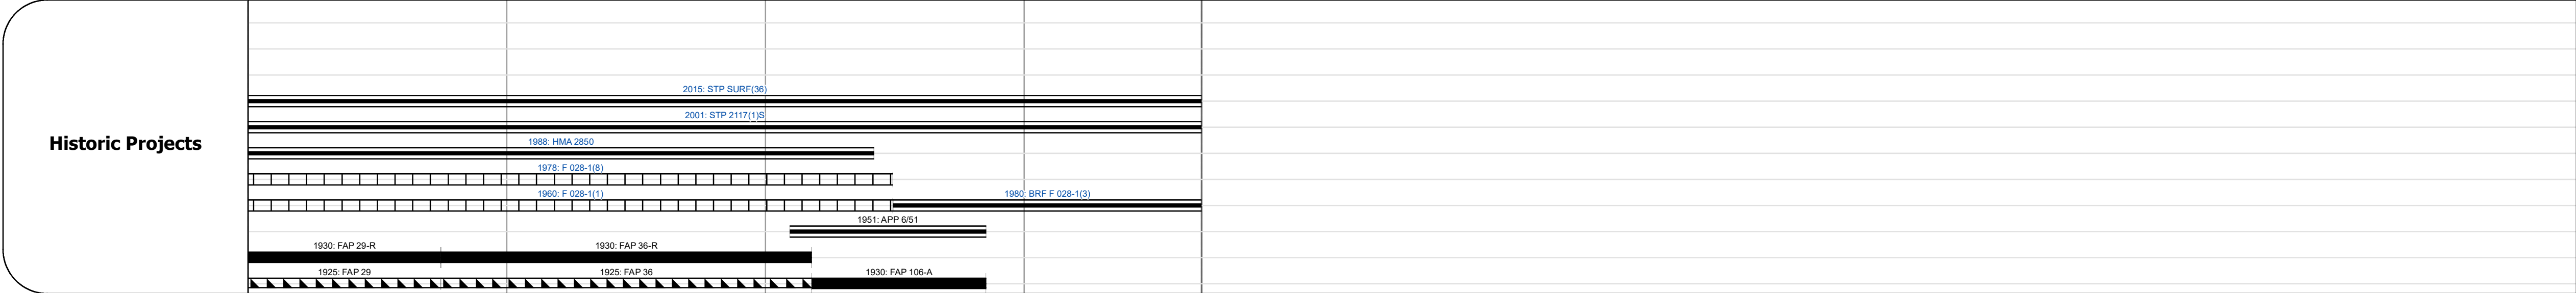 Historic Projects
2015: STP SURF(36)
2001: STP 2117(1)S
1988: HMA 2850
1978: F 028-1(8)
1960: F 028-1(1)
1980: BRF F 028-1(3)
1951: APP 6/51
1930: FAP 29-R
1930: FAP 36-R
1925: FAP 29
1925: FAP 36
1930: FAP 106-A